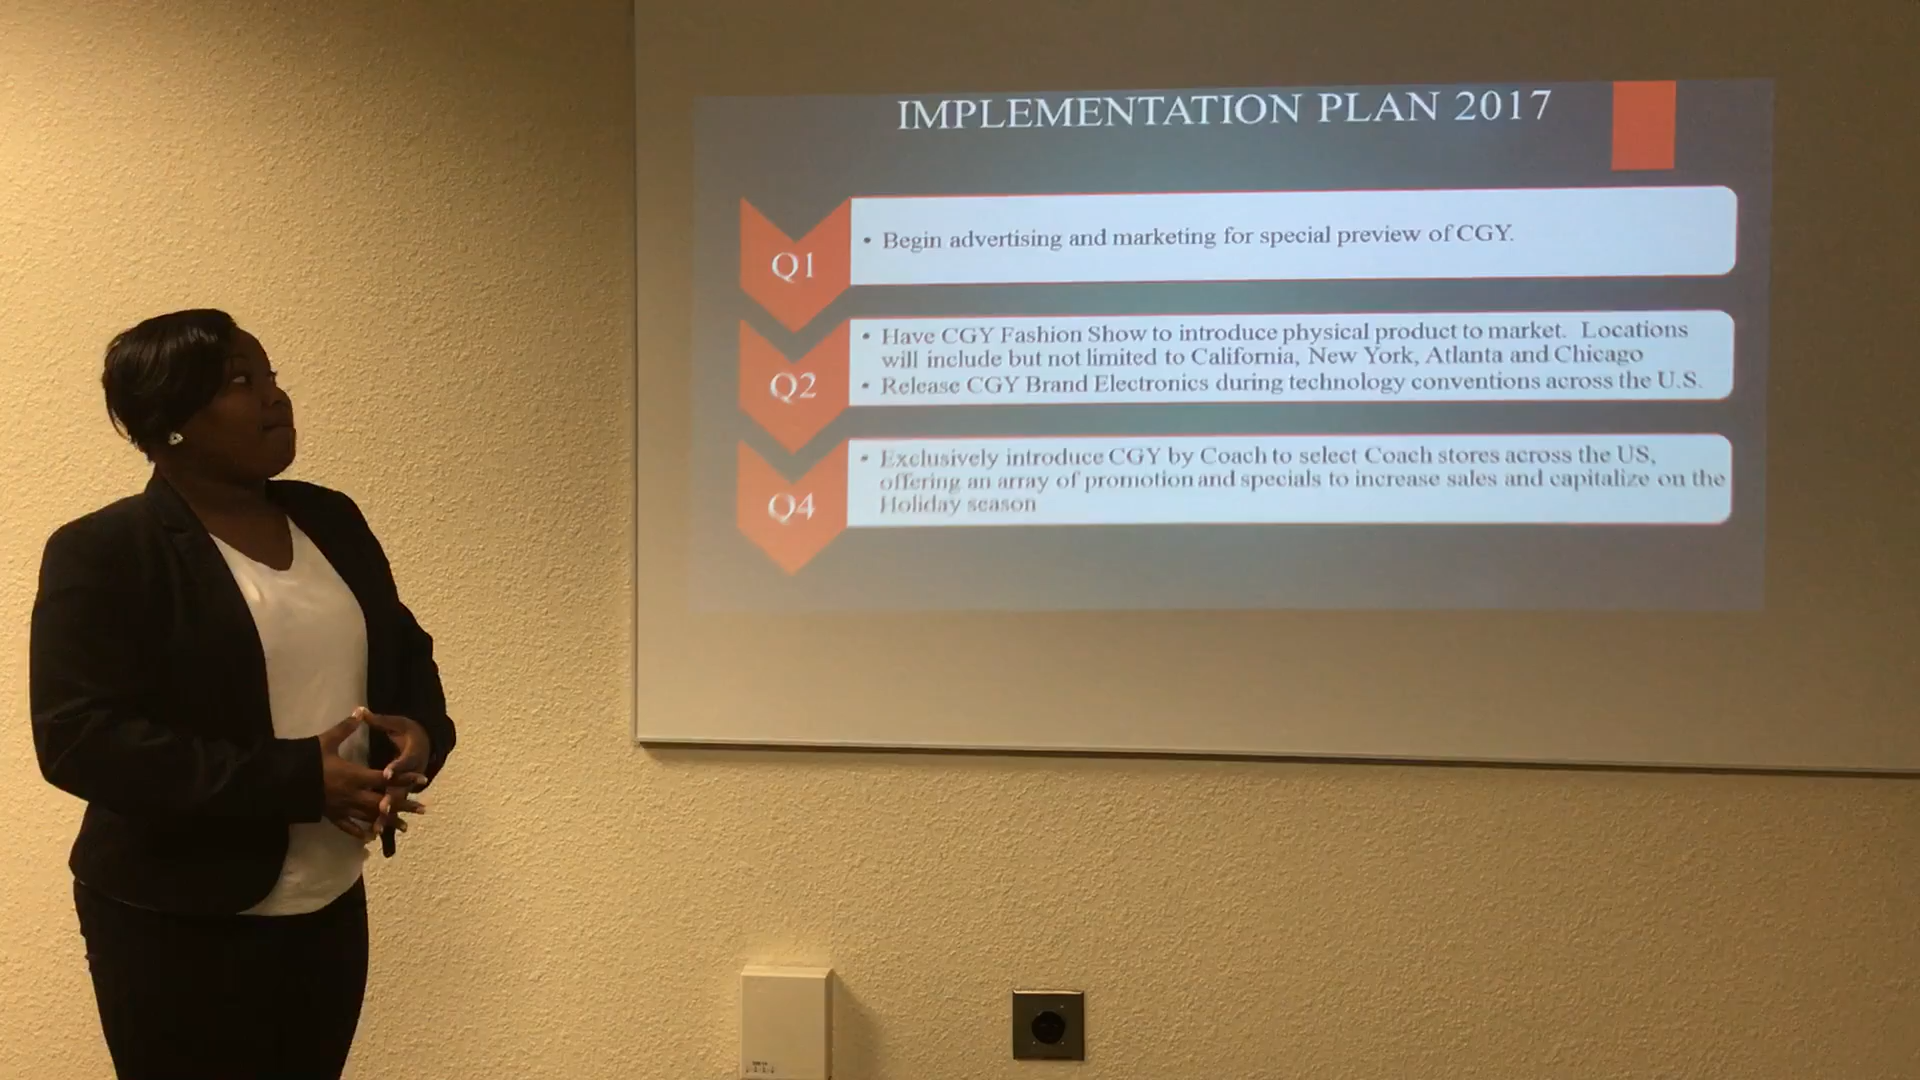 IMPLEMENTATION PLAN 2017
Q1
• Begin advertising and marketing for special preview of CGY.
Q2
• Have CGY Fashion Show to introduce physical product to market. Locations
will include but not limited to California, New York, Atlanta and Chicago
• Release CGY Brand Electronics during technology conventions across the U.S.
Q4
• Exclusively introduce CGY by Coach to select Coach stores across the US,
offering an array of promotion and specials to increase sales and capitalize on the
Holiday season